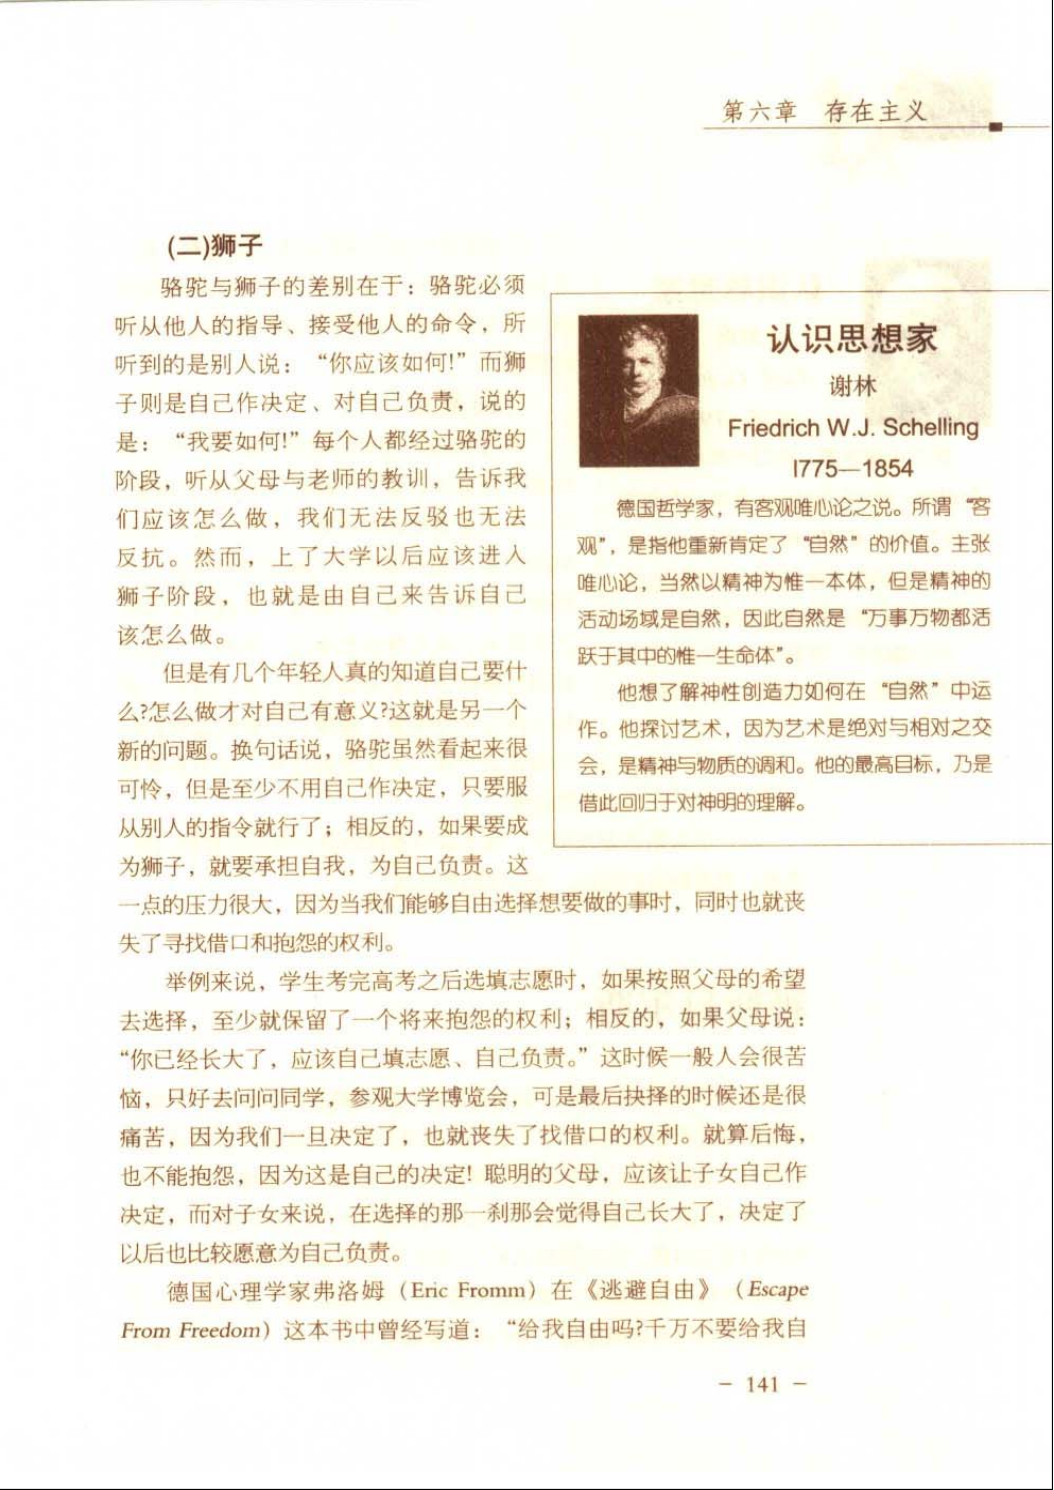 第六章 存在主义
(二)狮子
骆驼与狮子的差别在于：骆驼必须
听从他人的指导、接受他人的命令，所
听到的是别人说：“你应该如何!”而狮
子则是自己作决定、对自己负责，说的
是：“我要如何!”每个人都经过骆驼的
阶段，听从父母与老师的教训，告诉我
们应该怎么做，我们无法反驳也无法
反抗。然而，上了大学以后应该进入
狮子阶段，也就是由自己来告诉自己
该怎么做。
但是有几个年轻人真的知道自己要什
么?怎么做才对自己有意义?这就是另一个
新的问题。换句话说，骆驼虽然看起来很
可怜，但是至少不用自己作决定，只要服
从别人的指令就行了；相反的，如果要成
为狮子，就要承担自我，为自己负责。这
一点的压力很大，因为当我们能够自由选择想要做的事时，同时也就丧
失了寻找借口和抱怨的权利。
举例来说，学生考完高考之后选填志愿时，如果按照父母的希望
去选择，至少就保留了一个将来抱怨的权利；相反的，如果父母说：
“你已经长大了，应该自己填志愿、自己负责。”这时候一般人会很苦
恼，只好去问问同学，参观大学博览会，可是最后抉择的时候还是很
痛苦，因为我们一旦决定了，也就丧失了找借口的权利。就算后悔，
也不能抱怨，因为这是自己的决定! 聪明的父母，应该让子女自己作
决定，而对子女来说，在选择的那一刹那会觉得自己长大了，决定了
以后也比较愿意为自己负责。
德国心理学家弗洛姆（Eric Fromm）在《逃避自由》（Escape
From Freedom）这本书中曾经写道：“给我自由吗?千万不要给我自
认识思想家
谢林
Friedrich W.J. Schelling
1775—1854
德国哲学家，有客观唯心论之说。所谓“客
观”，是指他重新肯定了“自然”的价值。主张
唯心论，当然以精神为惟一本体，但是精神的
活动场域是自然，因此自然是“万事万物都活
跃于其中的惟一生命体”。
他想了解神性创造力如何在“自然”中运
作。他探讨艺术，因为艺术是绝对与相对之交
会，是精神与物质的调和。他的最高目标，乃是
借此回归于对神明的理解。
－ 141 －